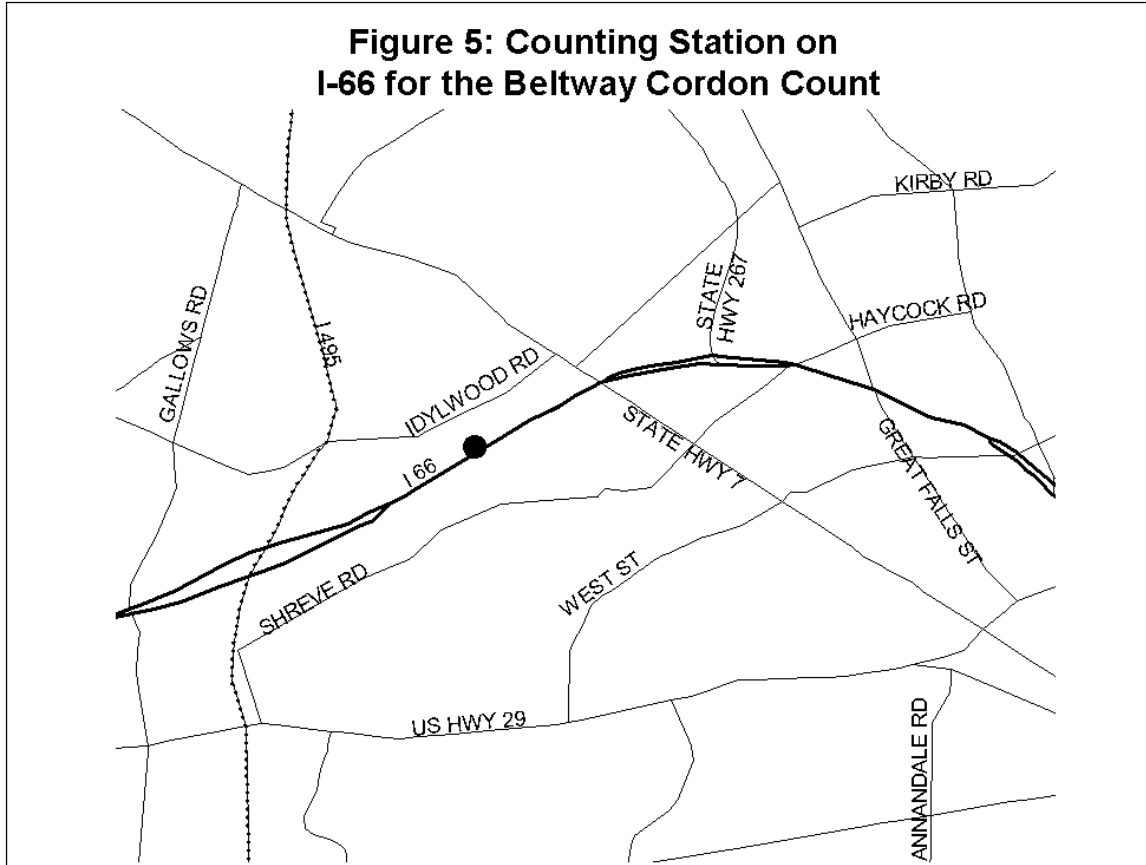 Figure 5: Counting Station on
I-66 for the Beltway Cordon Count
KIRBY RD
STATE
HWY 267
GALLOWS RD
HAYCOCK RD
I 495
IDYLWOOD RD
STATE HWY 7
GREAT FALLS ST
I 66
SHREVE RD
WEST ST
US HWY 29
ANNANDALE RD